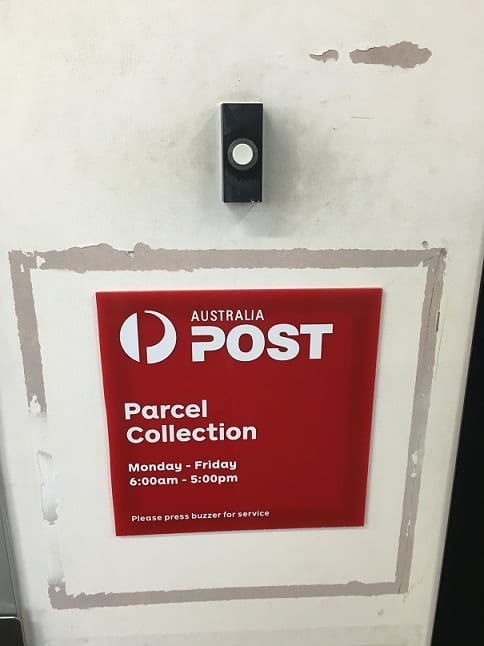 AUSTRALIA
POST
Parcel
Collection
Monday - Friday
6:00am - 5:00pm
Please press buzzer for service